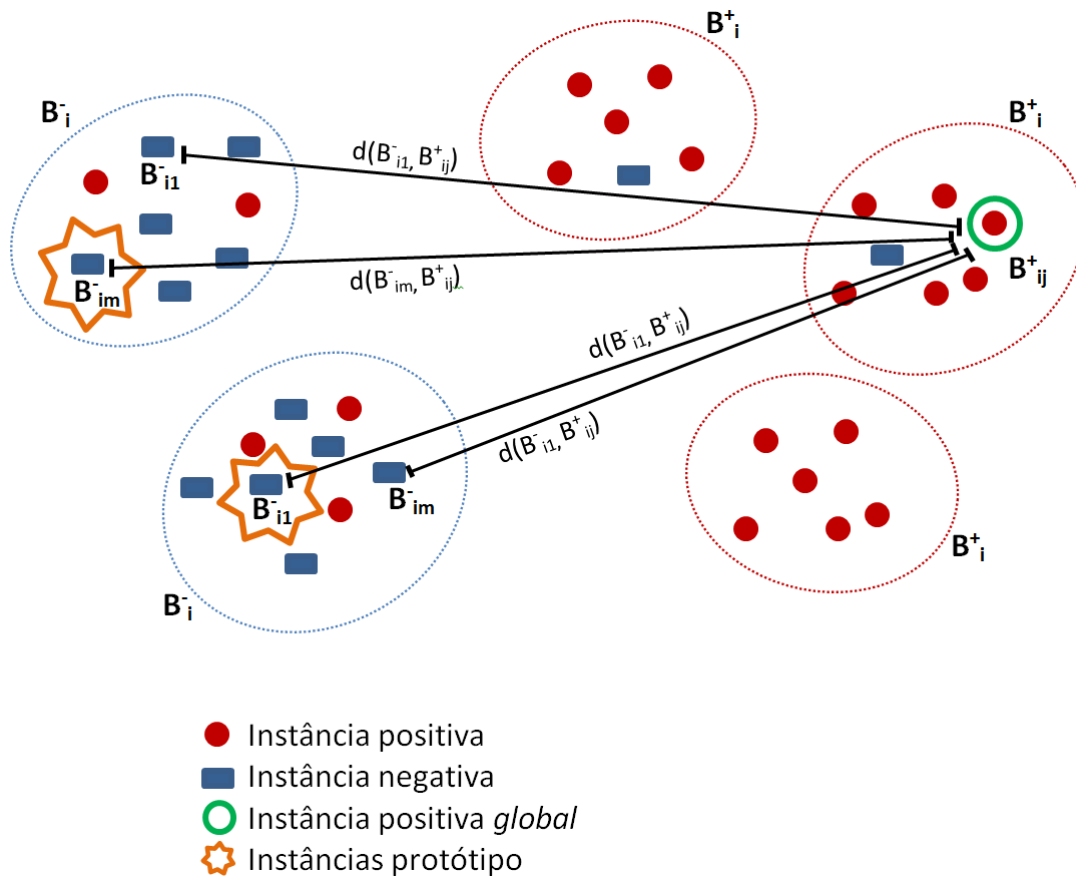 B⁺ᵢ
B⁻ᵢ
B⁺ᵢ
d(B⁻ᵢ₁, B⁺ᵢⱼ)
B⁻ᵢ₁
B⁺ᵢⱼ
d(B⁻ᵢₘ, B⁺ᵢⱼ)
B⁻ᵢₘ
d(B⁻ᵢ₁, B⁺ᵢⱼ)
d(B⁻ᵢ₁, B⁺ᵢⱼ)
B⁻ᵢₘ
B⁻ᵢ₁
B⁺ᵢ
B⁻ᵢ
Instância positiva
Instância negativa
Instância positiva global
Instâncias protótipo